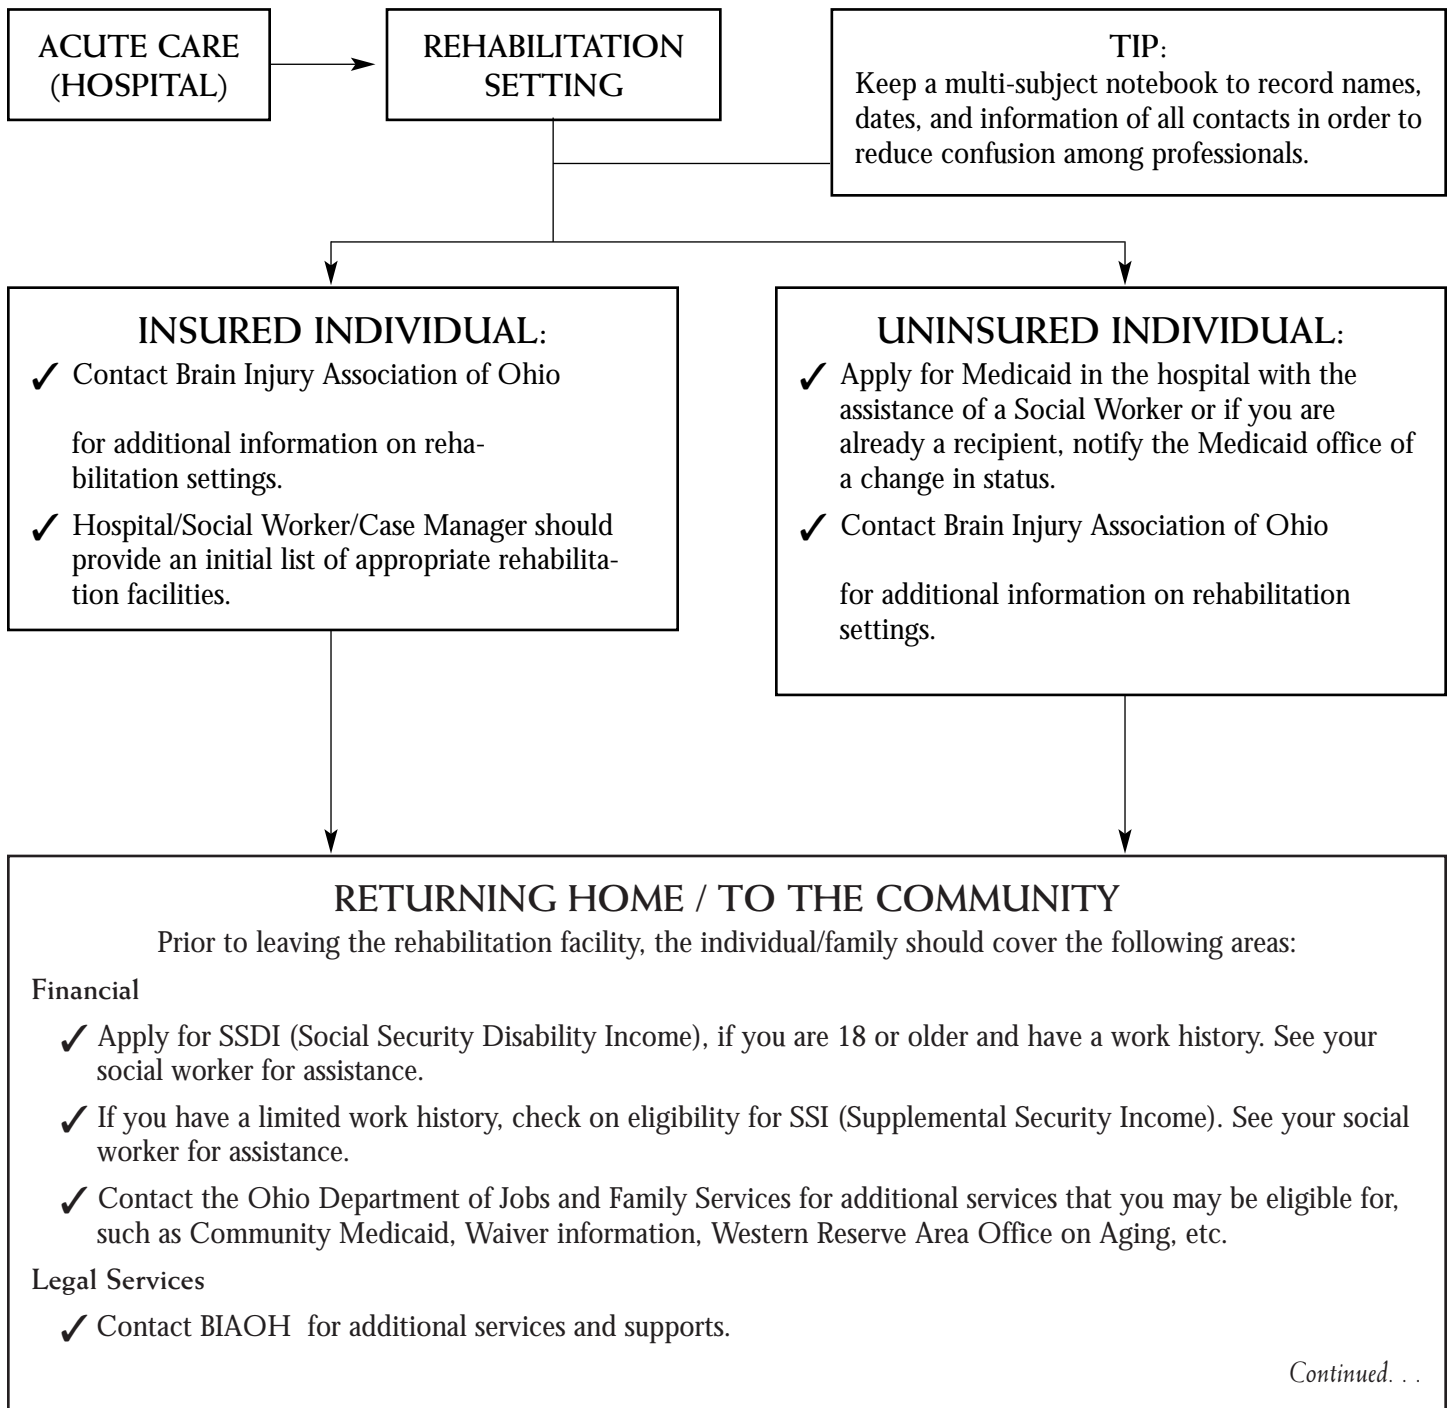 ACUTE CARE
(HOSPITAL)
REHABILITATION
SETTING
TIP:
Keep a multi-subject notebook to record names,
dates, and information of all contacts in order to
reduce confusion among professionals.
INSURED INDIVIDUAL:
✓ Contact Brain Injury Association of Ohio
for additional information on reha-
bilitation settings.
✓ Hospital/Social Worker/Case Manager should
provide an initial list of appropriate rehabilita-
tion facilities.
UNINSURED INDIVIDUAL:
✓ Apply for Medicaid in the hospital with the
assistance of a Social Worker or if you are
already a recipient, notify the Medicaid office of
a change in status.
✓ Contact Brain Injury Association of Ohio
for additional information on rehabilitation
settings.
RETURNING HOME / TO THE COMMUNITY
Prior to leaving the rehabilitation facility, the individual/family should cover the following areas:
Financial
✓ Apply for SSDI (Social Security Disability Income), if you are 18 or older and have a work history. See your
social worker for assistance.
✓ If you have a limited work history, check on eligibility for SSI (Supplemental Security Income). See your social
worker for assistance.
✓ Contact the Ohio Department of Jobs and Family Services for additional services that you may be eligible for,
such as Community Medicaid, Waiver information, Western Reserve Area Office on Aging, etc.
Legal Services
✓ Contact BIAOH for additional services and supports.
Continued. . .